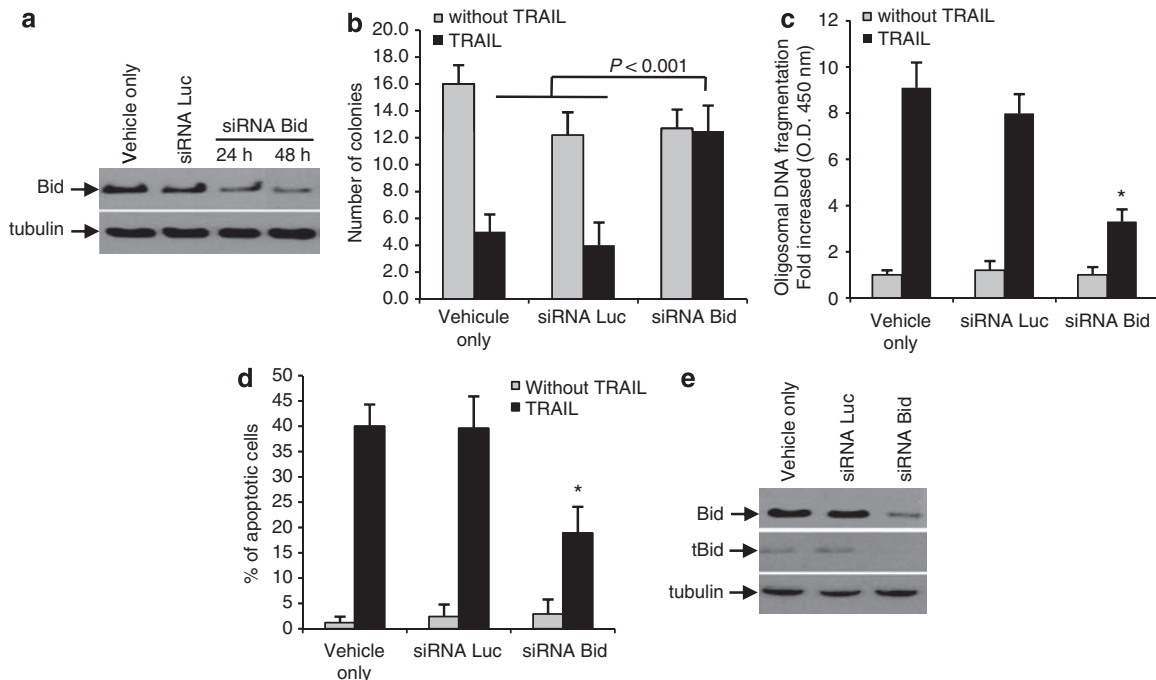 a
Vehicle only
siRNA Luc
siRNA Bid
24 h 48 h
Bid
tubulin
b
without TRAIL
TRAIL
Number of colonies
20.0
18.0
16.0
14.0
12.0
10.0
8.0
6.0
4.0
2.0
0.0
P < 0.001
Vehicule only
siRNA Luc
siRNA Bid
c
without TRAIL
TRAIL
Oligosomal DNA fragmentation
Fold increased (O.D. 450 nm)
12
10
8
6
4
2
0
*
Vehicle only
siRNA Luc
siRNA Bid
d
Without TRAIL
TRAIL
% of apoptotic cells
50
45
40
35
30
25
20
15
10
5
0
*
Vehicle only
siRNA Luc
siRNA Bid
e
Vehicle only
siRNA Luc
siRNA Bid
Bid
tBid
tubulin